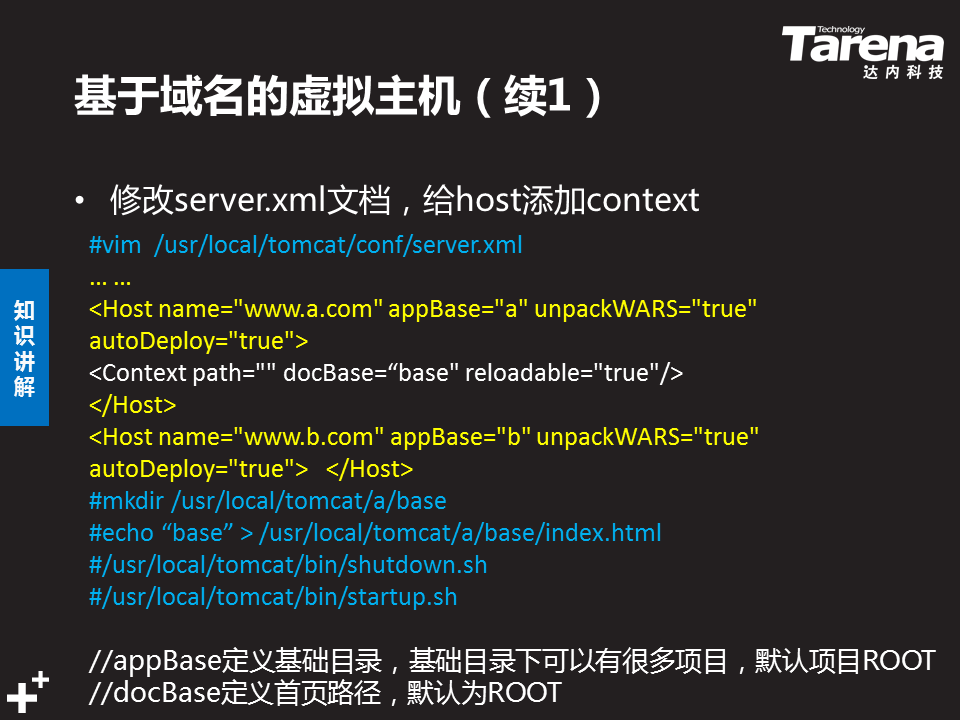 Technology
Tarena
达内科技
基于域名的虚拟主机（续1）
• 修改server.xml文档，给host添加context
#vim /usr/local/tomcat/conf/server.xml
... ...
<Host name="www.a.com" appBase="a" unpackWARS="true"
autoDeploy="true">
<Context path="" docBase=“base" reloadable="true"/>
</Host>
<Host name="www.b.com" appBase="b" unpackWARS="true"
autoDeploy="true"> </Host>
#mkdir /usr/local/tomcat/a/base
#echo “base” > /usr/local/tomcat/a/base/index.html
#/usr/local/tomcat/bin/shutdown.sh
#/usr/local/tomcat/bin/startup.sh
//appBase定义基础目录，基础目录下可以有很多项目，默认项目ROOT
//docBase定义首页路径，默认为ROOT
知
识
讲
解